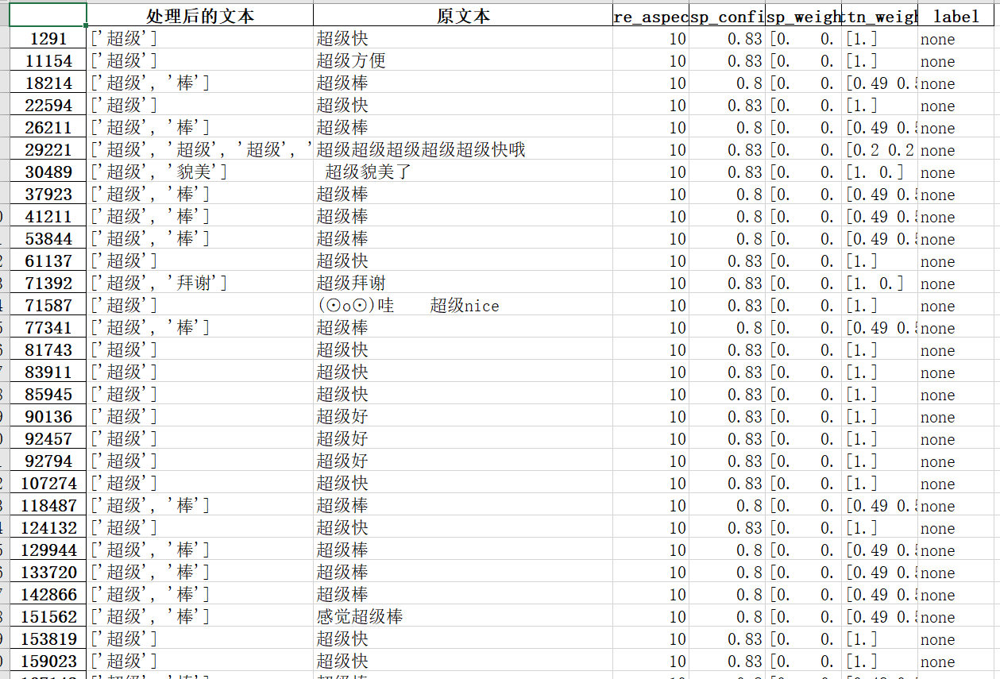 处理后的文本 原文本 re_aspec sp_confi sp_weigh ttn_weigh label
1291 ['超级'] 超级快 10 0.83 [0. 0. [1.] none
11154 ['超级'] 超级方便 10 0.83 [0. 0. [1.] none
18214 ['超级', '棒'] 超级棒 10 0.8 [0. 0. [0.49 0.5 none
22594 ['超级'] 超级快 10 0.83 [0. 0. [1.] none
26211 ['超级', '棒'] 超级棒 10 0.8 [0. 0. [0.49 0.5 none
29221 ['超级', '超级', '超级', ' 超级超级超级超级超级快哦 10 0.83 [0. 0. [0.2 0.2 none
30489 ['超级', '貌美'] 超级貌美了 10 0.83 [0. 0. [1. 0.] none
37923 ['超级', '棒'] 超级棒 10 0.8 [0. 0. [0.49 0.5 none
41211 ['超级', '棒'] 超级棒 10 0.8 [0. 0. [0.49 0.5 none
53844 ['超级', '棒'] 超级棒 10 0.8 [0. 0. [0.49 0.5 none
61137 ['超级'] 超级快 10 0.83 [0. 0. [1.] none
71392 ['超级', '拜谢'] 超级拜谢 10 0.83 [0. 0. [1. 0.] none
71587 ['超级'] (⊙o⊙)哇 超级nice 10 0.83 [0. 0. [1.] none
77341 ['超级', '棒'] 超级棒 10 0.8 [0. 0. [0.49 0.5 none
81743 ['超级'] 超级快 10 0.83 [0. 0. [1.] none
83911 ['超级'] 超级快 10 0.83 [0. 0. [1.] none
85945 ['超级'] 超级快 10 0.83 [0. 0. [1.] none
90136 ['超级'] 超级好 10 0.83 [0. 0. [1.] none
92457 ['超级'] 超级好 10 0.83 [0. 0. [1.] none
92794 ['超级'] 超级好 10 0.83 [0. 0. [1.] none
107274 ['超级'] 超级快 10 0.83 [0. 0. [1.] none
118487 ['超级', '棒'] 超级棒 10 0.8 [0. 0. [0.49 0.5 none
124132 ['超级'] 超级快 10 0.83 [0. 0. [1.] none
129944 ['超级', '棒'] 超级棒 10 0.8 [0. 0. [0.49 0.5 none
133720 ['超级', '棒'] 超级棒 10 0.8 [0. 0. [0.49 0.5 none
142866 ['超级', '棒'] 超级棒 10 0.8 [0. 0. [0.49 0.5 none
151562 ['超级', '棒'] 感觉超级棒 10 0.8 [0. 0. [0.49 0.5 none
153819 ['超级'] 超级快 10 0.83 [0. 0. [1.] none
159023 ['超级'] 超级快 10 0.83 [0. 0. [1.] none